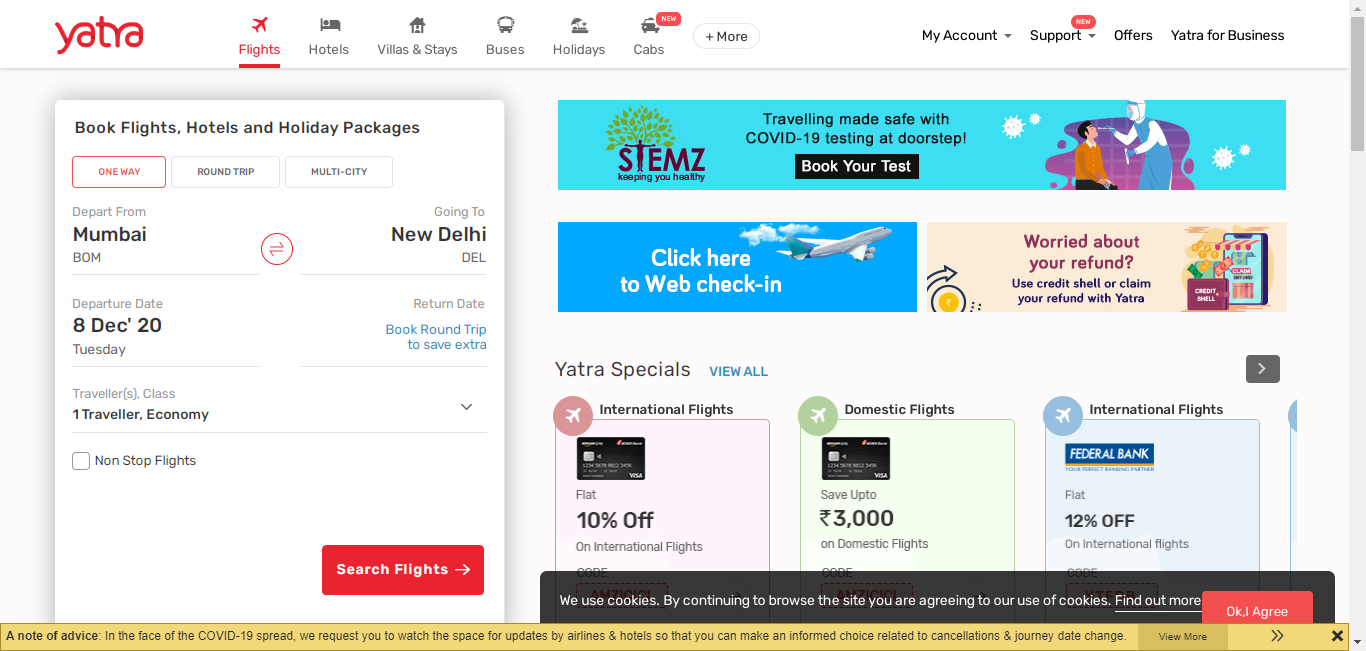 yatra
Flights
Hotels
Villas & Stays
Buses
Holidays
NEW
Cabs
+ More
My Account
NEW
Support
Offers
Yatra for Business
Book Flights, Hotels and Holiday Packages
ONE WAY
ROUND TRIP
MULTI-CITY
Depart From
Mumbai
BOM
Going To
New Delhi
DEL
Departure Date
8 Dec' 20
Tuesday
Return Date
Book Round Trip
to save extra
Traveller(s), Class
1 Traveller, Economy
Non Stop Flights
Search Flights
STEMZ
keeping you healthy
Travelling made safe with
COVID-19 testing at doorstep!
Book Your Test
Click here
to Web check-in
Worried about
your refund?
Use credit shell or claim
your refund with Yatra
CLAIM
REFUND
CREDIT
SHELL
Yatra Specials
VIEW ALL
International Flights
VISA
Flat
10% Off
On International Flights
CODE
Domestic Flights
VISA
Save Upto
₹3,000
on Domestic Flights
CODE
International Flights
FEDERAL BANK
YOUR PERFECT BANKING PARTNER
Flat
12% OFF
On International flights
CODE
We use cookies. By continuing to browse the site you are agreeing to our use of cookies. Find out more
Ok,I Agree
A note of advice: In the face of the COVID-19 spread, we request you to watch the space for updates by airlines & hotels so that you can make an informed choice related to cancellations & journey date change.
View More